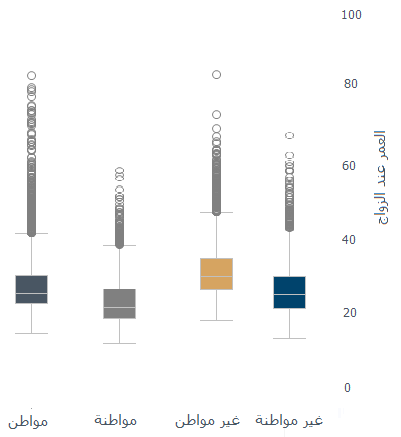 100
80
60
40
20
0
العمر عند الزواج
مواطن
مواطنة
غير مواطن
غير مواطنة